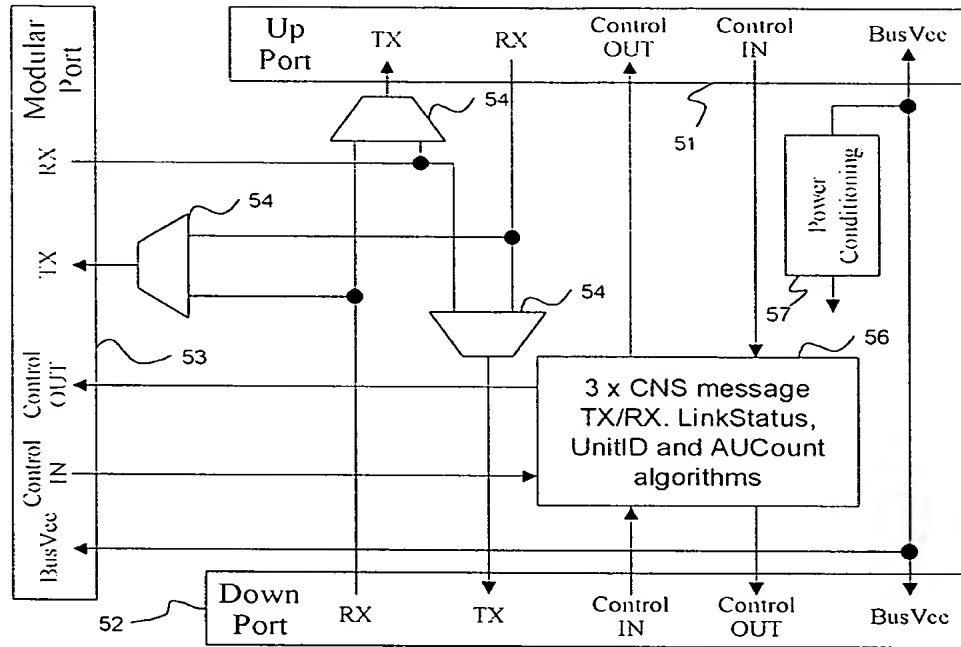 Up
Port
TX
RX
Control
OUT
Control
IN
BusVcc
Modular
Port
RX
TX
Control
OUT
Control
IN
BusVcc
54
54
54
51
53
Power
Conditioning
57
56
3 x CNS message
TX/RX. LinkStatus,
UnitID and AUCount
algorithms
52
Down
Port
RX
TX
Control
IN
Control
OUT
BusVcc